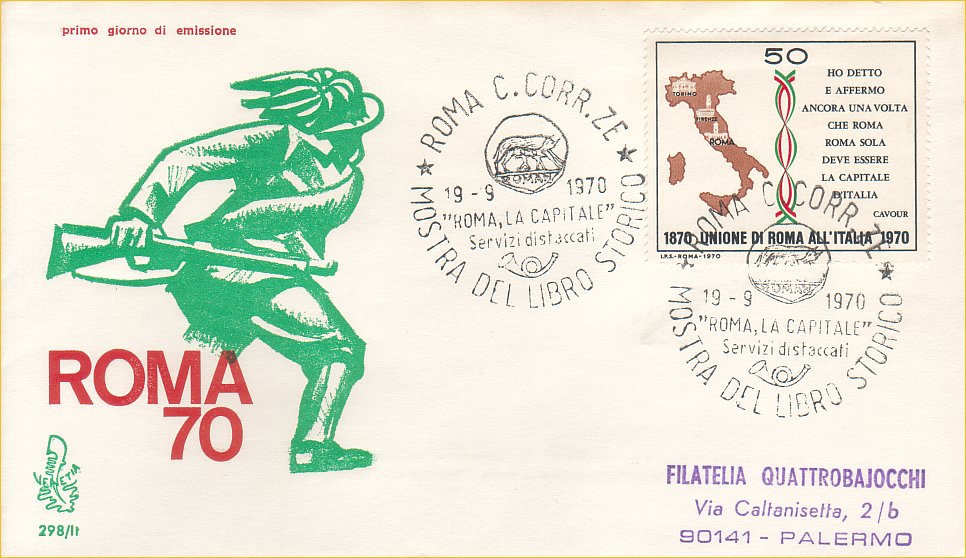 primo giorno di emissione
ROMA
70
VENETIA
298/It
ROMA C.CORR.ZE
ROMAN
19-9 1970
"ROMA, LA CAPITALE"
Servizi distaccati
MOSTRA DEL LIBRO STORICO
50
TORINO
FIRENZE
ROMA
HO DETTO
E AFFERMO
ANCORA UNA VOLTA
CHE ROMA
ROMA SOLA
DEVE ESSERE
LA CAPITALE
D'ITALIA
CAVOUR
1870 UNIONE DI ROMA ALL'ITALIA 1970
I.P.S.-ROMA-1970
ROMA C.CORR.ZE
19-9 1970
"ROMA, LA CAPITALE"
Servizi distaccati
MOSTRA DEL LIBRO STORICO
FILATELIA QUATTROBAJOCCHI
Via Caltanisetta, 2/b
90141 - PALERMO